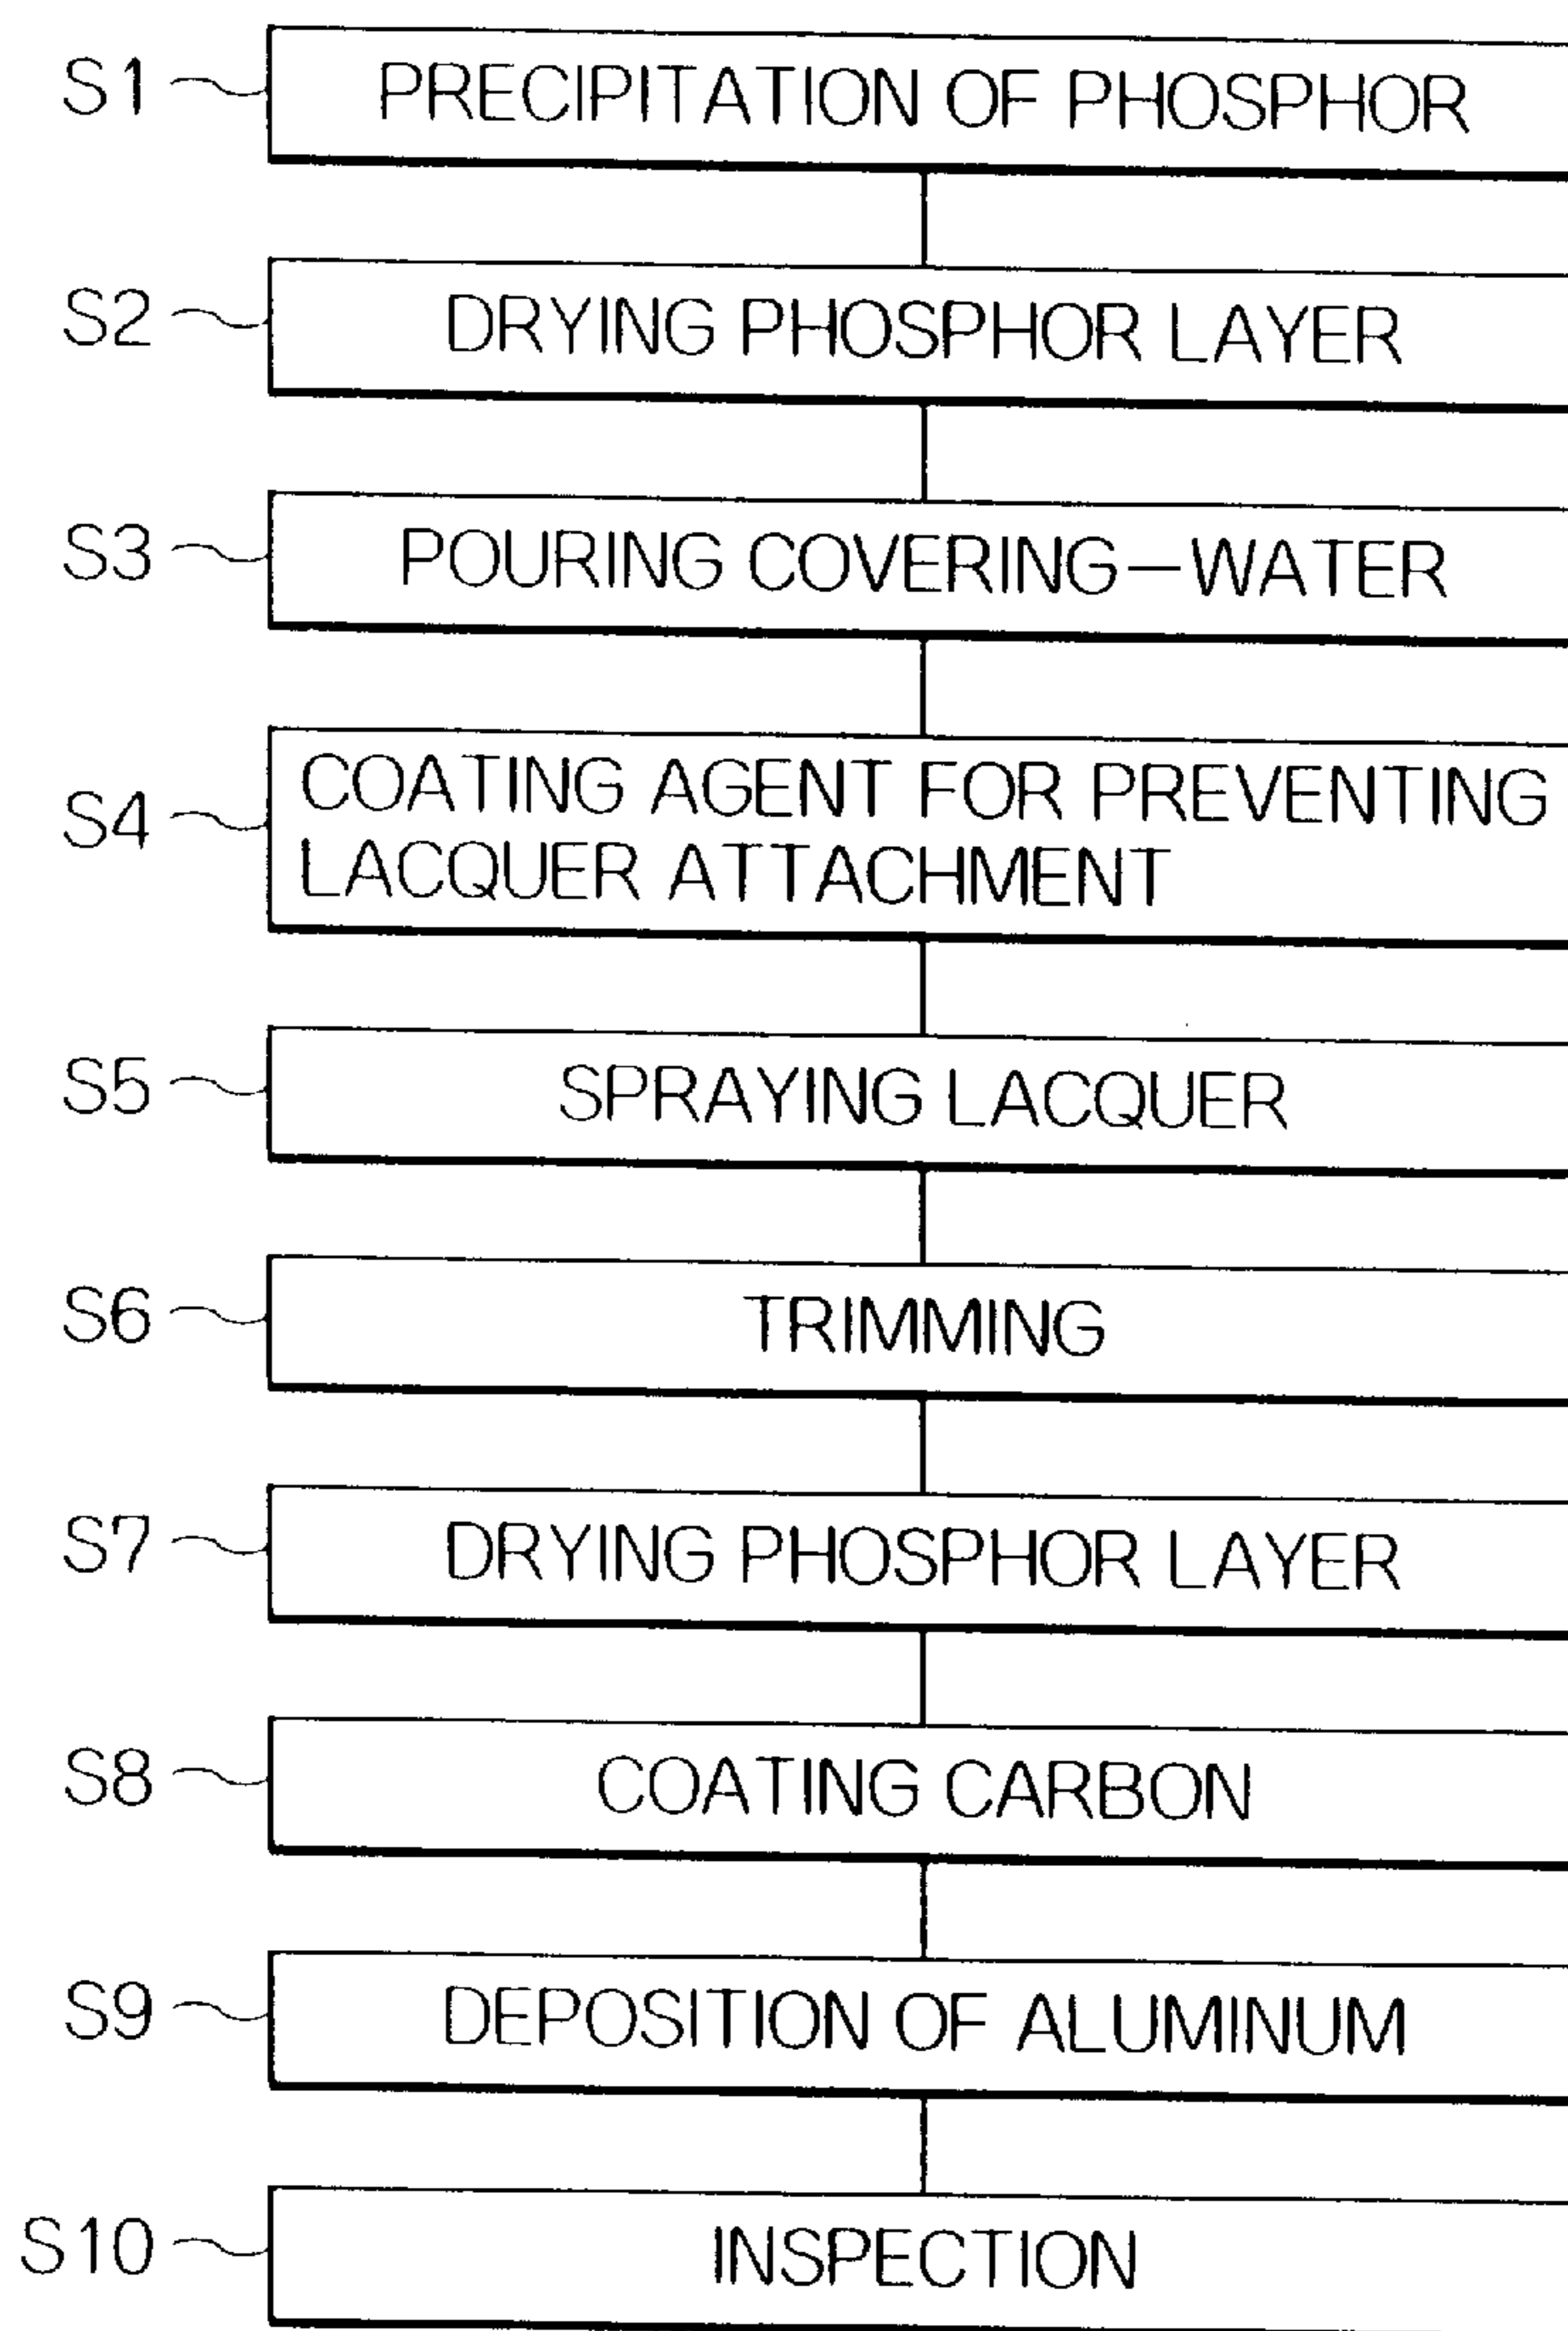 S1 PRECIPITATION OF PHOSPHOR
S2 DRYING PHOSPHOR LAYER
S3 POURING COVERING-WATER
S4 COATING AGENT FOR PREVENTING
LACQUER ATTACHMENT
S5 SPRAYING LACQUER
S6 TRIMMING
S7 DRYING PHOSPHOR LAYER
S8 COATING CARBON
S9 DEPOSITION OF ALUMINUM
S10 INSPECTION